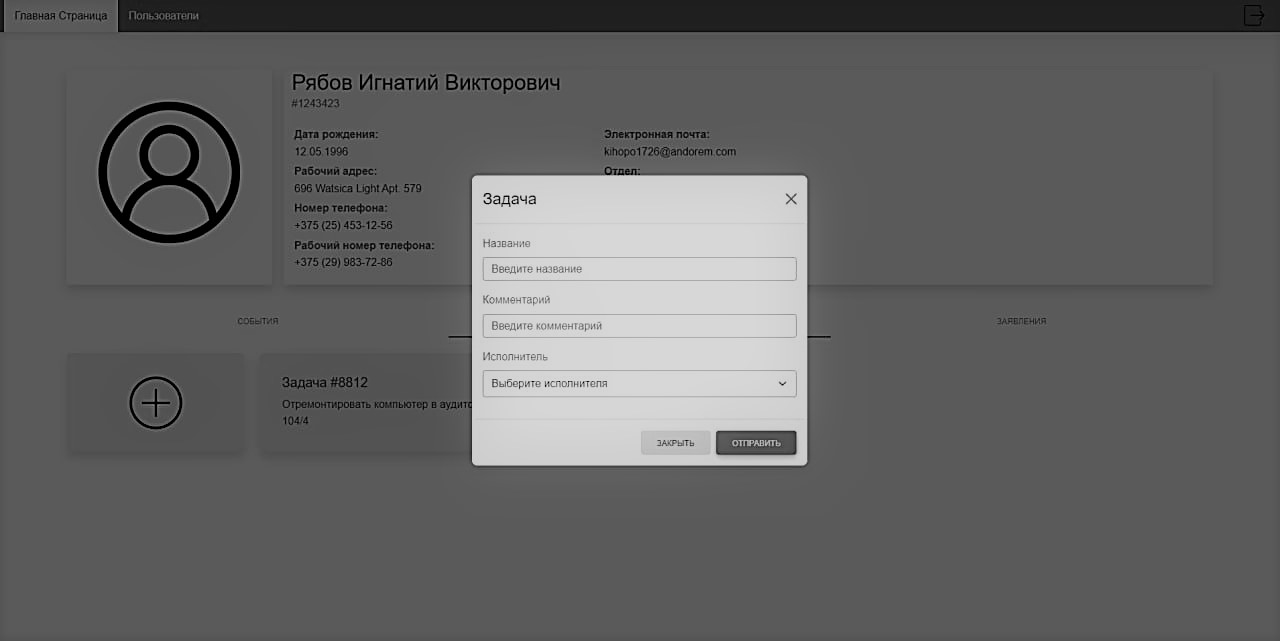 Главная Страница
Пользователи
Рябов Игнатий Викторович
#1243423
Дата рождения:
12.05.1996
Рабочий адрес:
696 Watsica Light Apt. 579
Номер телефона:
+375 (25) 453-12-56
Рабочий номер телефона:
+375 (29) 983-72-86
Электронная почта:
kihopo1726@andorem.com
Отдел:
СОБЫТИЯ
ЗАЯВЛЕНИЯ
Задача #8812
Отремонтировать компьютер в
104/4
Задача
Название
Введите название
Комментарий
Введите комментарий
Исполнитель
Выберите исполнителя
ЗАКРЫТЬ
ОТПРАВИТЬ